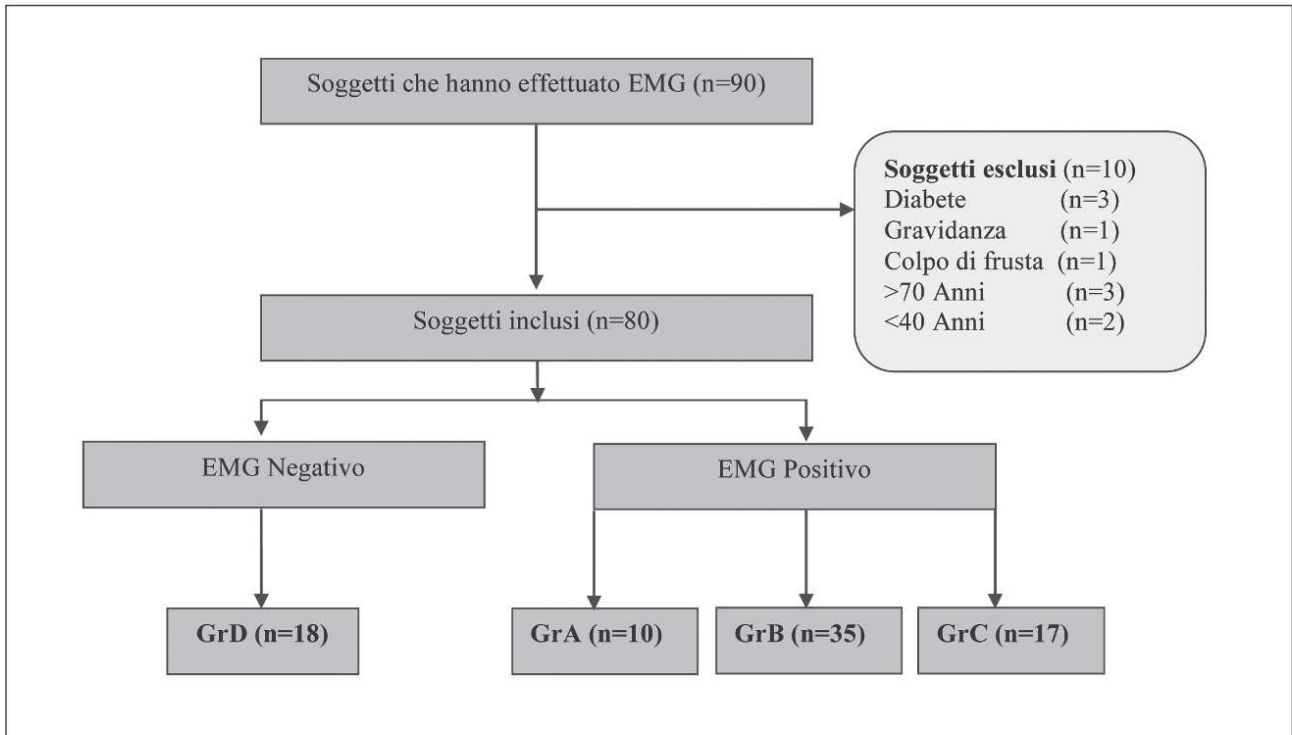 Soggetti che hanno effettuato EMG (n=90)
Soggetti esclusi (n=10)
Diabete (n=3)
Gravidanza (n=1)
Colpo di frusta (n=1)
>70 Anni (n=3)
<40 Anni (n=2)
Soggetti inclusi (n=80)
EMG Negativo
EMG Positivo
GrD (n=18)
GrA (n=10)
GrB (n=35)
GrC (n=17)